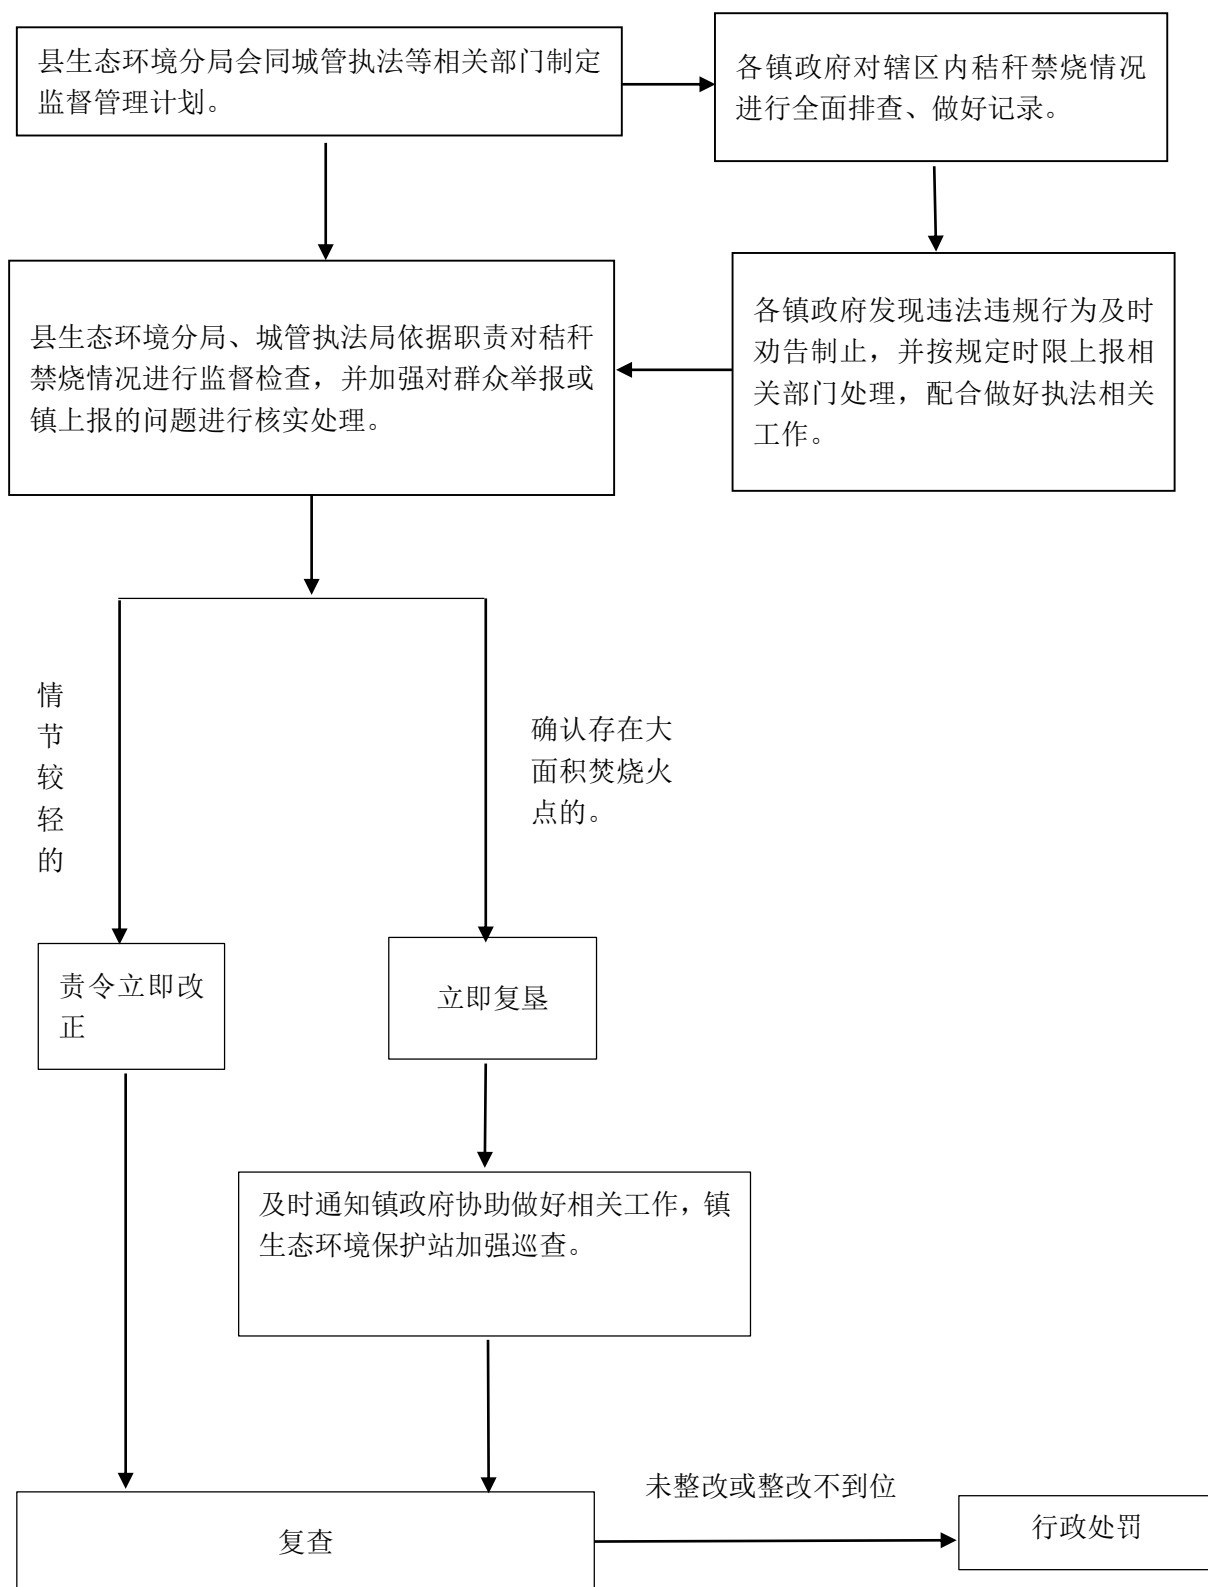 县生态环境分局会同城管执法等相关部门制定
监督管理计划。
各镇政府对辖区内秸秆禁烧情况
进行全面排查、做好记录。
县生态环境分局、城管执法局依据职责对秸秆
禁烧情况进行监督检查，并加强对群众举报或
镇上报的问题进行核实处理。
各镇政府发现违法违规行为及时
劝告制止，并按规定时限上报相
关部门处理，配合做好执法相关
工作。
情
节
较
轻
的
确认存在大
面积焚烧火
点的。
责令立即改
正
立即复垦
及时通知镇政府协助做好相关工作，镇
生态环境保护站加强巡查。
未整改或整改不到位
复查
行政处罚